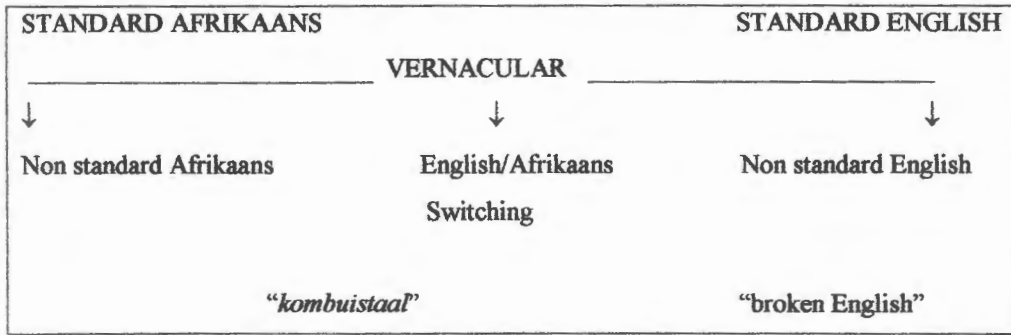 STANDARD AFRIKAANS STANDARD ENGLISH
VERNACULAR
↓ ↓ ↓
Non standard Afrikaans English/Afrikaans Non standard English
Switching
“kombuistaal” “broken English”